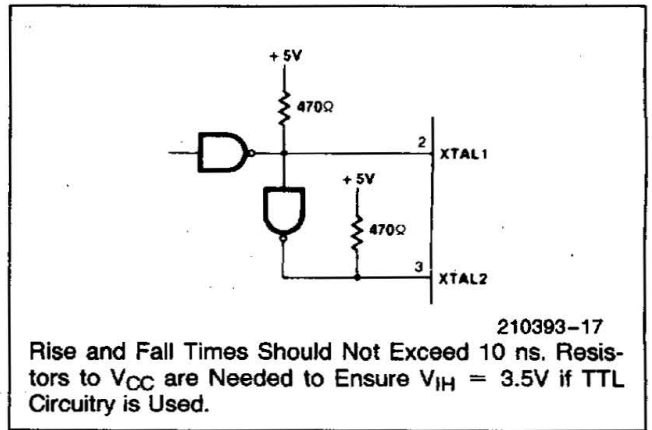 + 5V
470Ω
2
XTAL1
+ 5V
470Ω
3
XTAL2
210393–17
Rise and Fall Times Should Not Exceed 10 ns. Resis-
tors to VCC are Needed to Ensure VIH = 3.5V if TTL
Circuitry is Used.